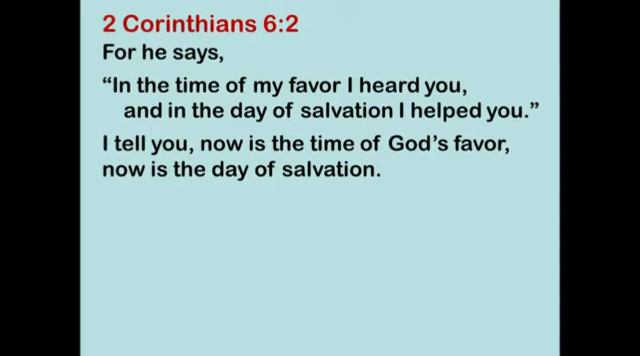 2 Corinthians 6:2
For he says,
“In the time of my favor I heard you,
and in the day of salvation I helped you.”
I tell you, now is the time of God’s favor,
now is the day of salvation.